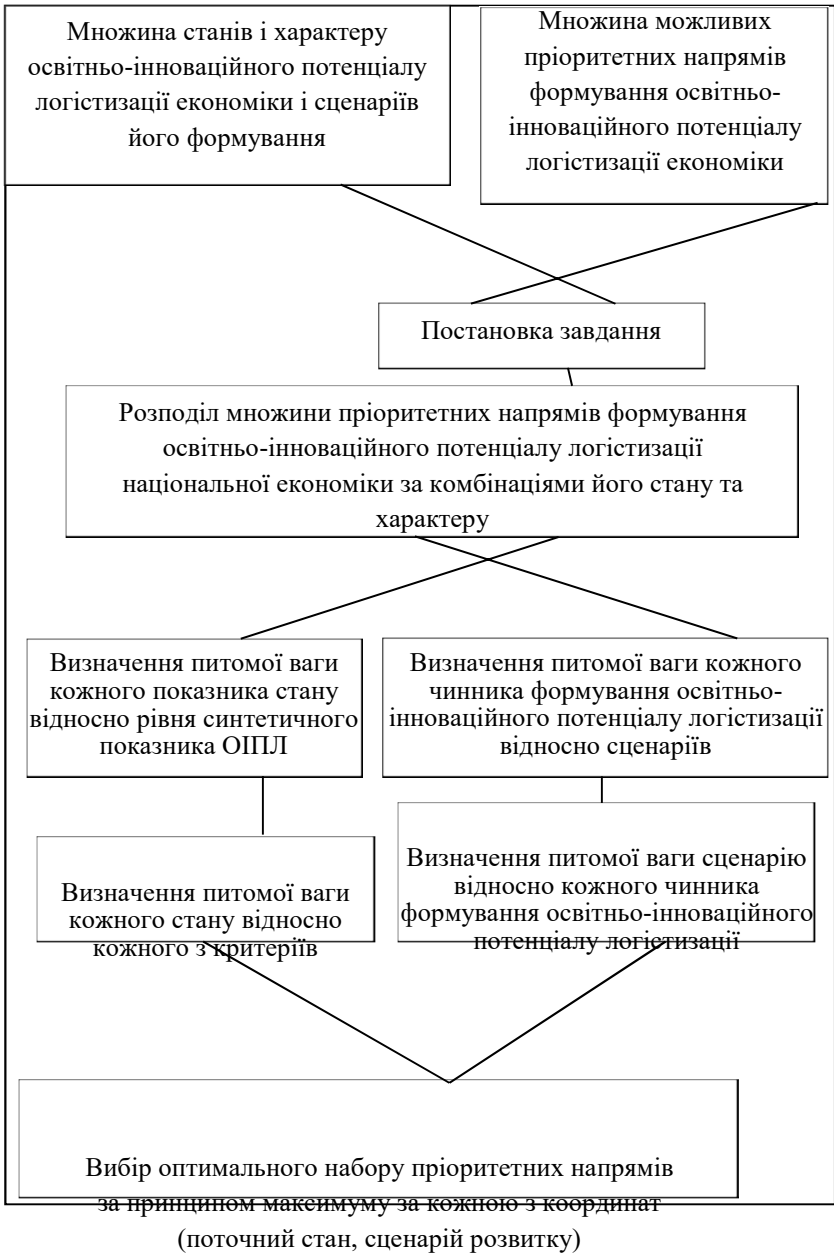 Множина станів і характеру
освітньо-інноваційного потенціалу
логістизації економіки і сценаріїв
його формування
Множина можливих
пріоритетних напрямів
формування освітньо-
інноваційного потенціалу
логістизації економіки
Постановка завдання
Розподіл множини пріоритетних напрямів формування
освітньо-інноваційного потенціалу логістизації
національної економіки за комбінаціями його стану та
характеру
Визначення питомої ваги
кожного показника стану
відносно рівня синтетичного
показника ОІПЛ
Визначення питомої ваги кожного
чинника формування освітньо-
інноваційного потенціалу логістизації
відносно сценаріїв
Визначення питомої ваги
кожного стану відносно
кожного з критеріїв
Визначення питомої ваги сценарію
відносно кожного чинника
формування освітньо-інноваційного
потенціалу логістизації
Вибір оптимального набору пріоритетних напрямів
за принципом максимуму за кожною з координат
(поточний стан, сценарій розвитку)